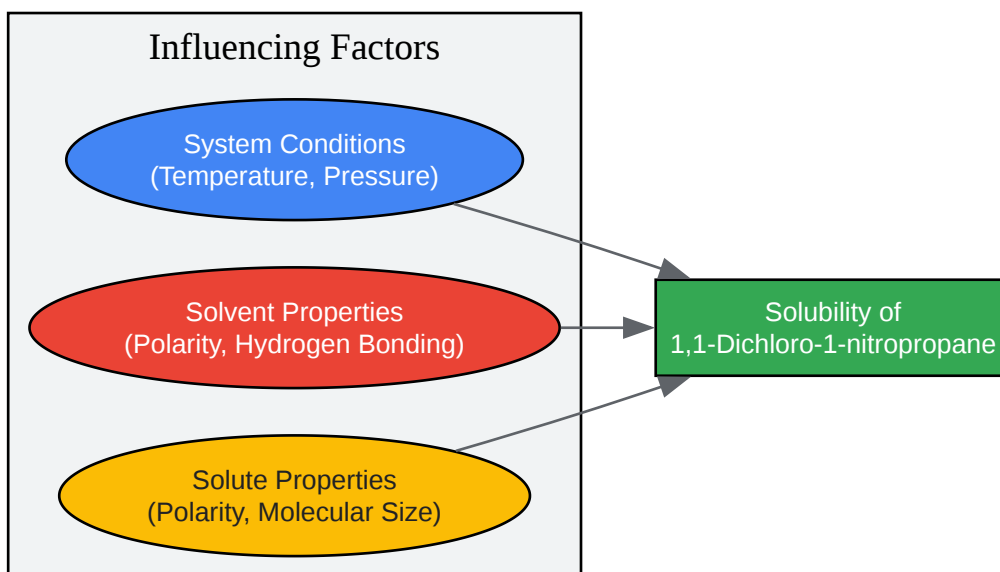 Influencing Factors
System Conditions
(Temperature, Pressure)
Solvent Properties
(Polarity, Hydrogen Bonding)
Solubility of
1,1-Dichloro-1-nitropropane
Solute Properties
(Polarity, Molecular Size)